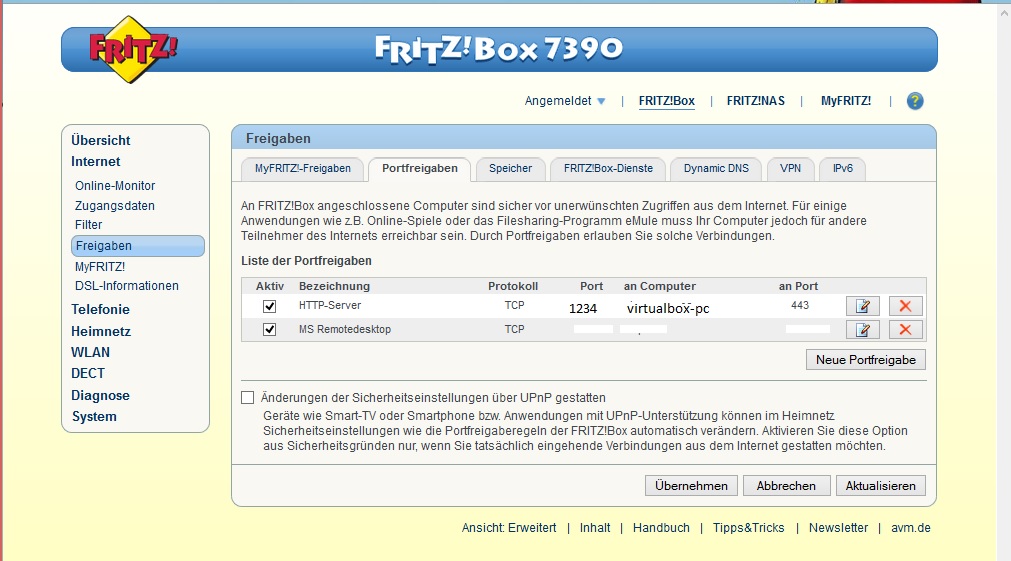 FRITZ!
FRITZ!Box 7390
Angemeldet | FRITZ!Box | FRITZ!NAS | MyFRITZ! | ?
Übersicht
Internet
Online-Monitor
Zugangsdaten
Filter
Freigaben
MyFRITZ!
DSL-Informationen
Telefonie
Heimnetz
WLAN
DECT
Diagnose
System
Freigaben
MyFRITZ!-Freigaben Portfreigaben Speicher FRITZ!Box-Dienste Dynamic DNS VPN IPv6
An FRITZ!Box angeschlossene Computer sind sicher vor unerwünschten Zugriffen aus dem Internet. Für einige
Anwendungen wie z.B. Online-Spiele oder das Filesharing-Programm eMule muss Ihr Computer jedoch für andere
Teilnehmer des Internets erreichbar sein. Durch Portfreigaben erlauben Sie solche Verbindungen.
Liste der Portfreigaben
Aktiv Bezeichnung Protokoll Port an Computer an Port
HTTP-Server TCP 1234 virtualbox-pc 443
MS Remotedesktop TCP
Neue Portfreigabe
Änderungen der Sicherheitseinstellungen über UPnP gestatten
Geräte wie Smart-TV oder Smartphone bzw. Anwendungen mit UPnP-Unterstützung können im Heimnetz
Sicherheitseinstellungen wie die Portfreigaberegeln der FRITZ!Box automatisch verändern. Aktivieren Sie diese Option
aus Sicherheitsgründen nur, wenn Sie tatsächlich eingehende Verbindungen aus dem Internet gestatten möchten.
Übernehmen Abbrechen Aktualisieren
Ansicht: Erweitert | Inhalt | Handbuch | Tipps&Tricks | Newsletter | avm.de